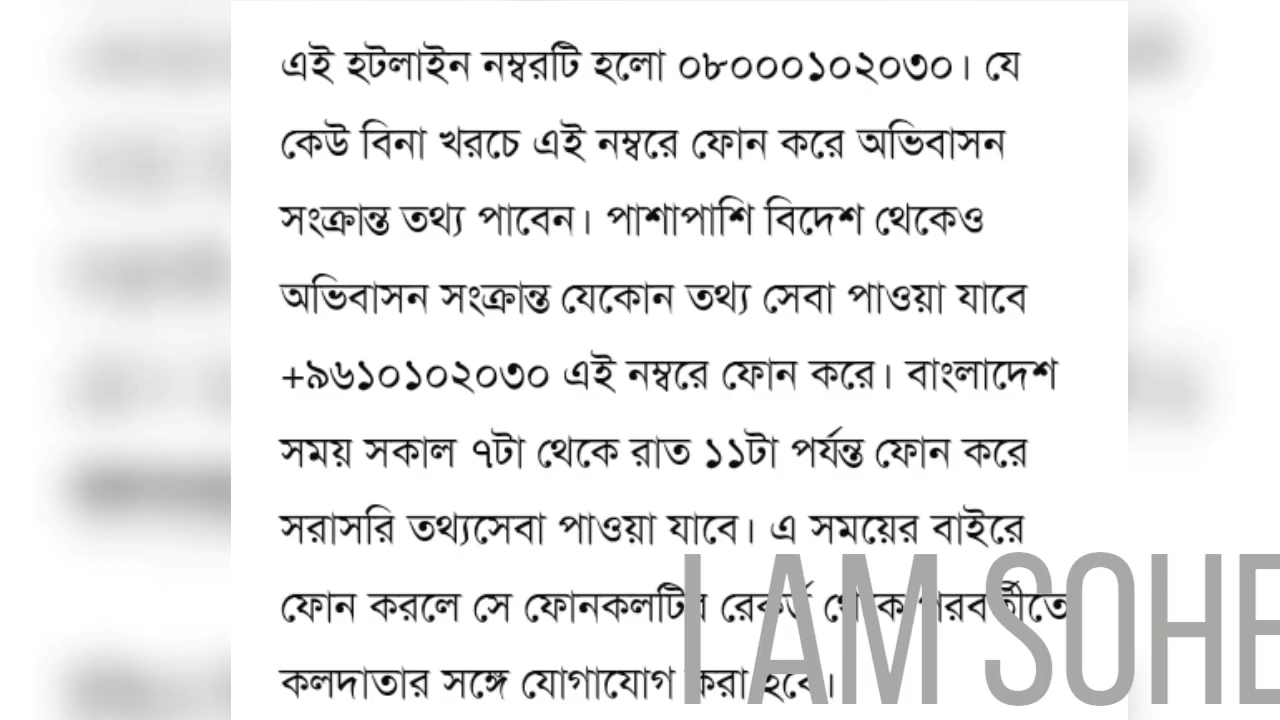 এই হটলাইন নম্বরটি হলো ০৮০০০১০২০৩০। যে
কেউ বিনা খরচে এই নম্বরে ফোন করে অভিবাসন
সংক্রান্ত তথ্য পাবেন। পাশাপাশি বিদেশ থেকেও
অভিবাসন সংক্রান্ত যেকোন তথ্য সেবা পাওয়া যাবে
+৯৬১০১০২০৩০ এই নম্বরে ফোন করে। বাংলাদেশ
সময় সকাল ৭টা থেকে রাত ১১টা পর্যন্ত ফোন করে
সরাসরি তথ্যসেবা পাওয়া যাবে। এ সময়ের বাইরে
ফোন করলে সে ফোনকলটির রেকর্ড থেকে পরবর্তীতে
কলদাতার সঙ্গে যোগাযোগ করা হবে।
I AM SOHE